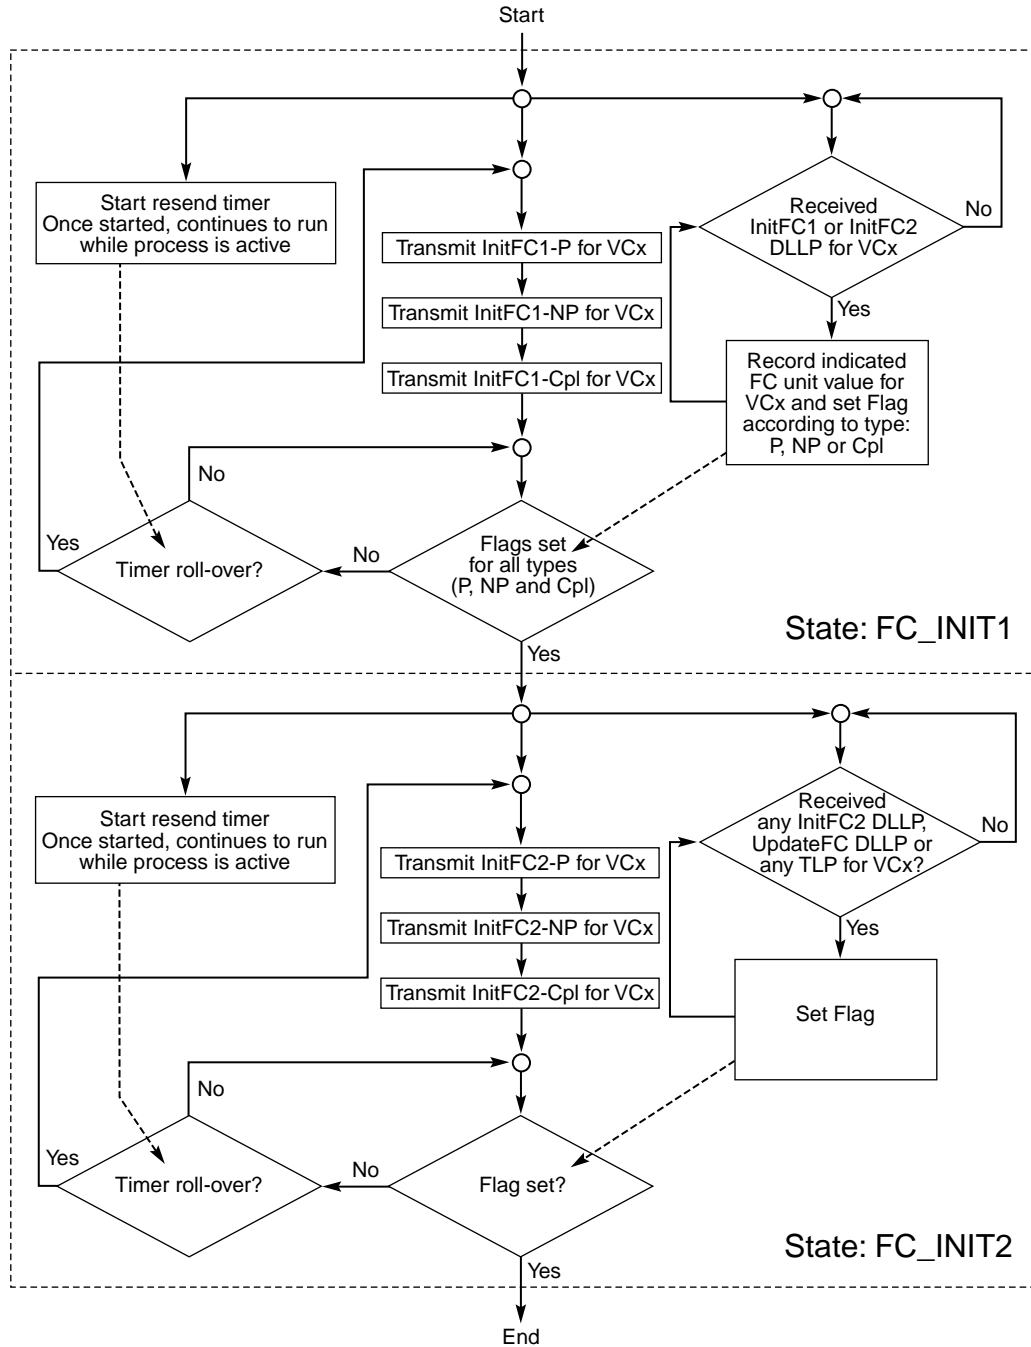 Start
Start resend timer
Once started, continues to run
while process is active
Transmit InitFC1-P for VCx
Transmit InitFC1-NP for VCx
Transmit InitFC1-Cpl for VCx
Received
InitFC1 or InitFC2
DLLP for VCx
No
Yes
Record indicated
FC unit value for
VCx and set Flag
according to type:
P, NP or Cpl
No
Yes
Timer roll-over?
No
Flags set
for all types
(P, NP and Cpl)
Yes
State: FC_INIT1
Start resend timer
Once started, continues to run
while process is active
Transmit InitFC2-P for VCx
Transmit InitFC2-NP for VCx
Transmit InitFC2-Cpl for VCx
Received
any InitFC2 DLLP,
UpdateFC DLLP or
any TLP for VCx?
No
Yes
Set Flag
No
Yes
Timer roll-over?
No
Flag set?
Yes
State: FC_INIT2
End